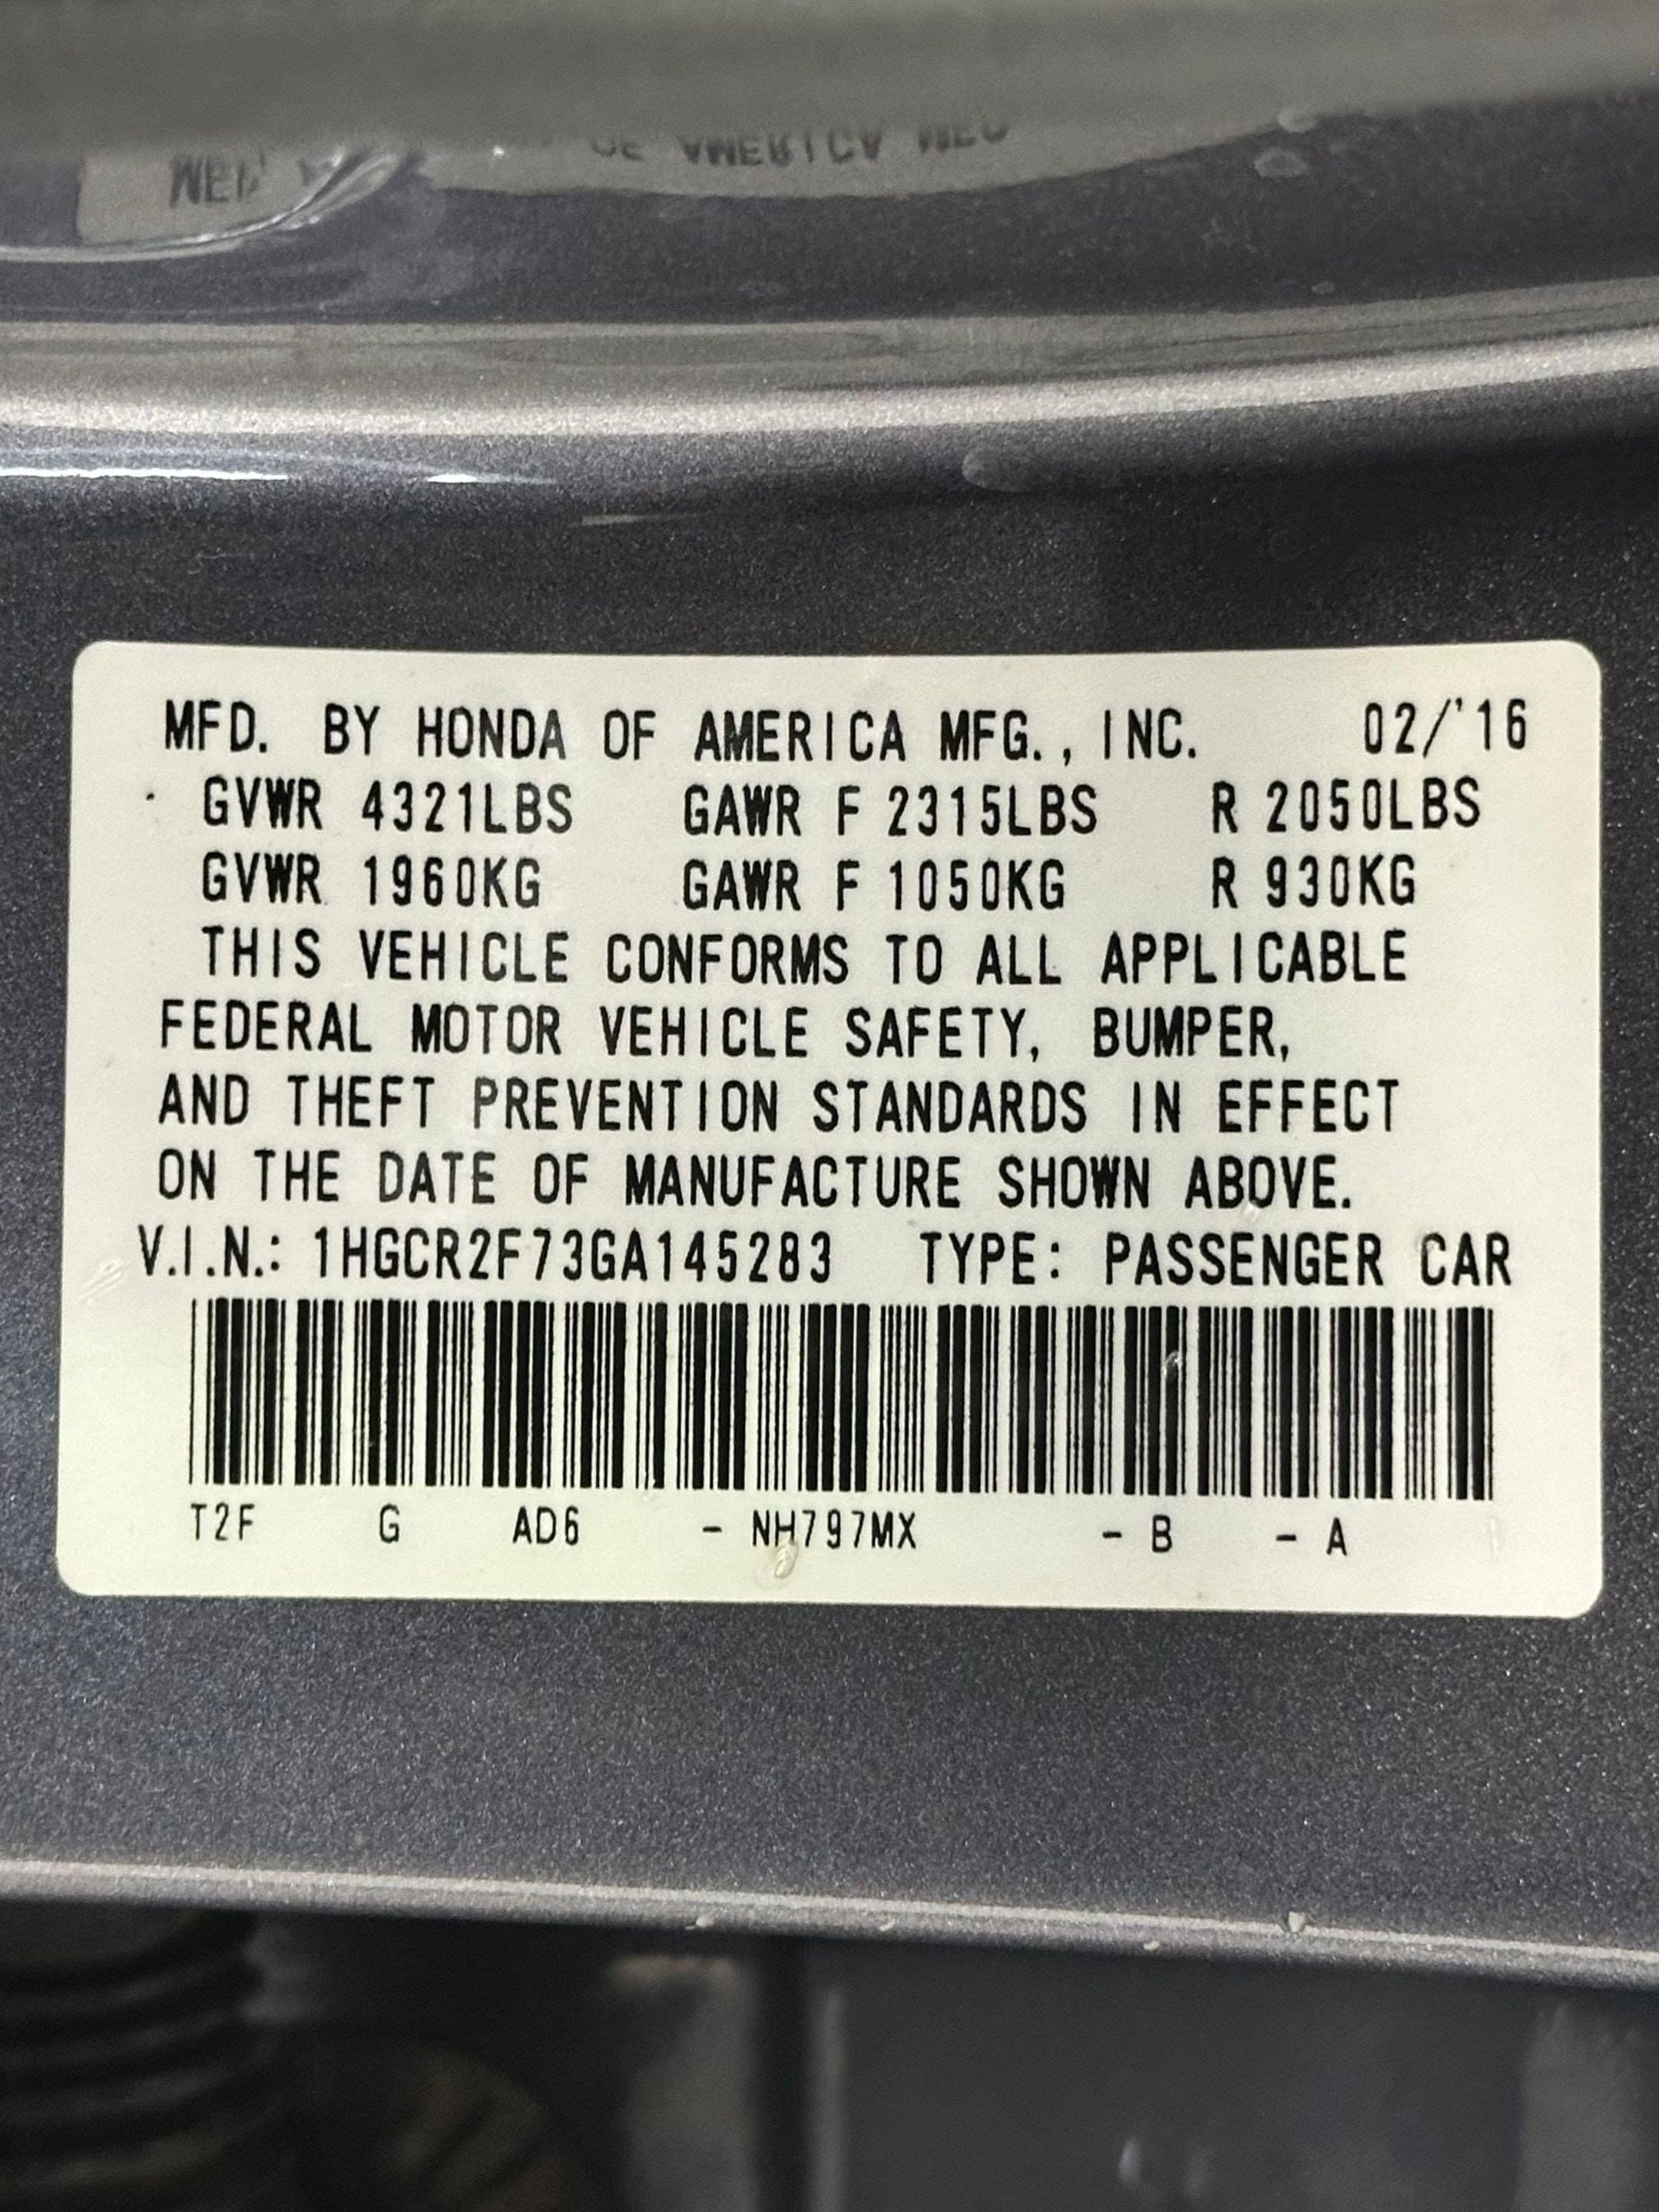 MFD. BY HONDA OF AMERICA MFG., INC. 02/'16
GVWR 4321LBS GAWR F 2315LBS R 2050LBS
GVWR 1960KG GAWR F 1050KG R 930KG
THIS VEHICLE CONFORMS TO ALL APPLICABLE
FEDERAL MOTOR VEHICLE SAFETY, BUMPER,
AND THEFT PREVENTION STANDARDS IN EFFECT
ON THE DATE OF MANUFACTURE SHOWN ABOVE.
V.I.N.: 1HGCR2F73GA145283 TYPE: PASSENGER CAR
T2F G AD6 - NH797MX - B - A